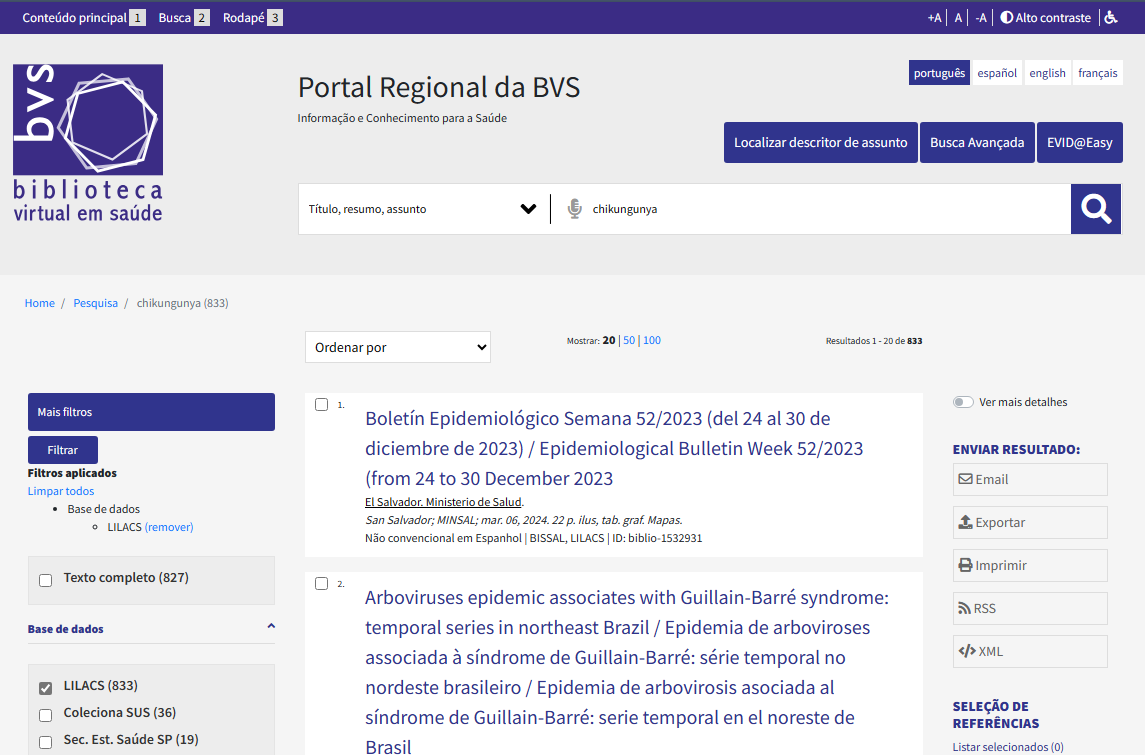 Conteúdo principal 1 Busca 2 Rodapé 3
+A A -A Alto contraste
bvs
biblioteca
virtual em saúde
Portal Regional da BVS
Informação e Conhecimento para a Saúde
português español english français
Localizar descritor de assunto Busca Avançada EVID@Easy
Título, resumo, assunto chikungunya
Home / Pesquisa / chikungunya (833)
Ordenar por
Mostrar: 20 | 50 | 100
Resultados 1 - 20 de 833
Mais filtros
Filtrar
Filtros aplicados
Limpar todos
Base de dados
LILACS (remover)
Texto completo (827)
Base de dados
LILACS (833)
Coleciona SUS (36)
Sec. Est. Saúde SP (19)
1.
Boletín Epidemiológico Semana 52/2023 (del 24 al 30 de
diciembre de 2023) / Epidemiological Bulletin Week 52/2023
(from 24 to 30 December 2023
El Salvador. Ministerio de Salud.
San Salvador; MINSAL; mar. 06, 2024. 22 p. ilus, tab. graf. Mapas.
Não convencional em Espanhol | BISSAL, LILACS | ID: biblio-1532931
2.
Arboviruses epidemic associates with Guillain-Barré syndrome:
temporal series in northeast Brazil / Epidemia de arboviroses
associada à síndrome de Guillain-Barré: série temporal no
nordeste brasileiro / Epidemia de arbovirosis asociada al
síndrome de Guillain-Barré: serie temporal en el noreste de
Brasil
Ver mais detalhes
ENVIAR RESULTADO:
Email
Exportar
Imprimir
RSS
XML
SELEÇÃO DE
REFERÊNCIAS
Listar selecionados (0)